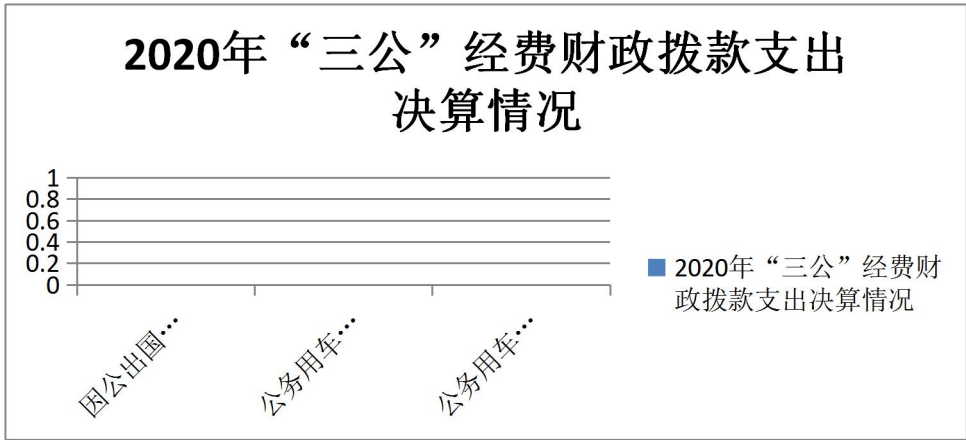 2020年“三公”经费财政拨款支出
决算情况
1
0.8
0.6
0.4
0.2
0
因公出国…
公务用车…
公务用车…
2020年“三公”经费财
政拨款支出决算情况